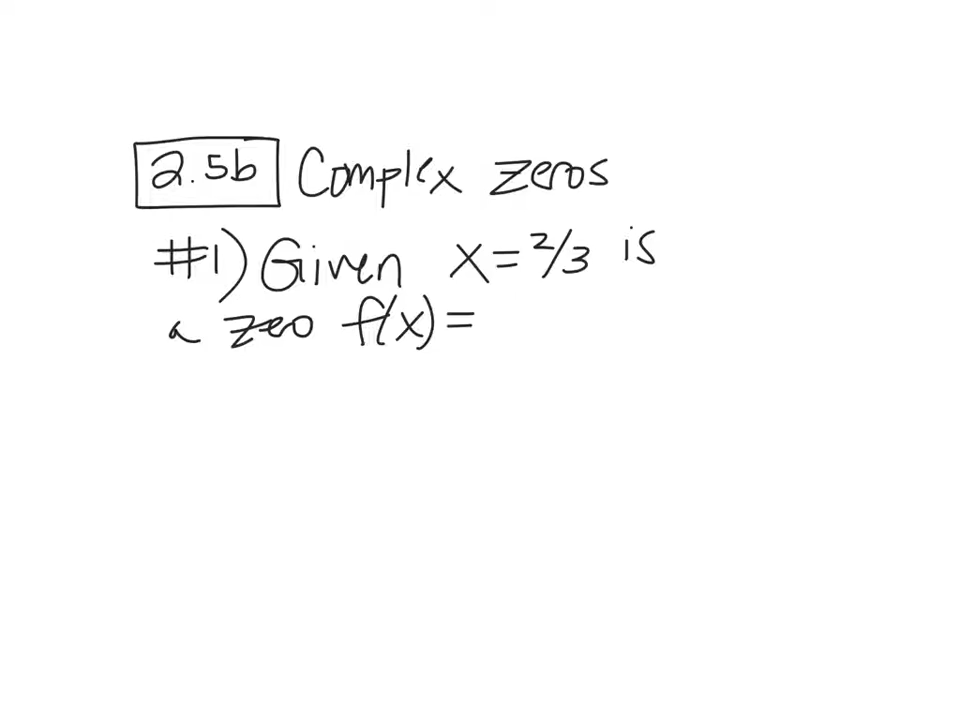 2.5b Complex zeros
#1) Given x = 2/3 is
a zero f(x) =